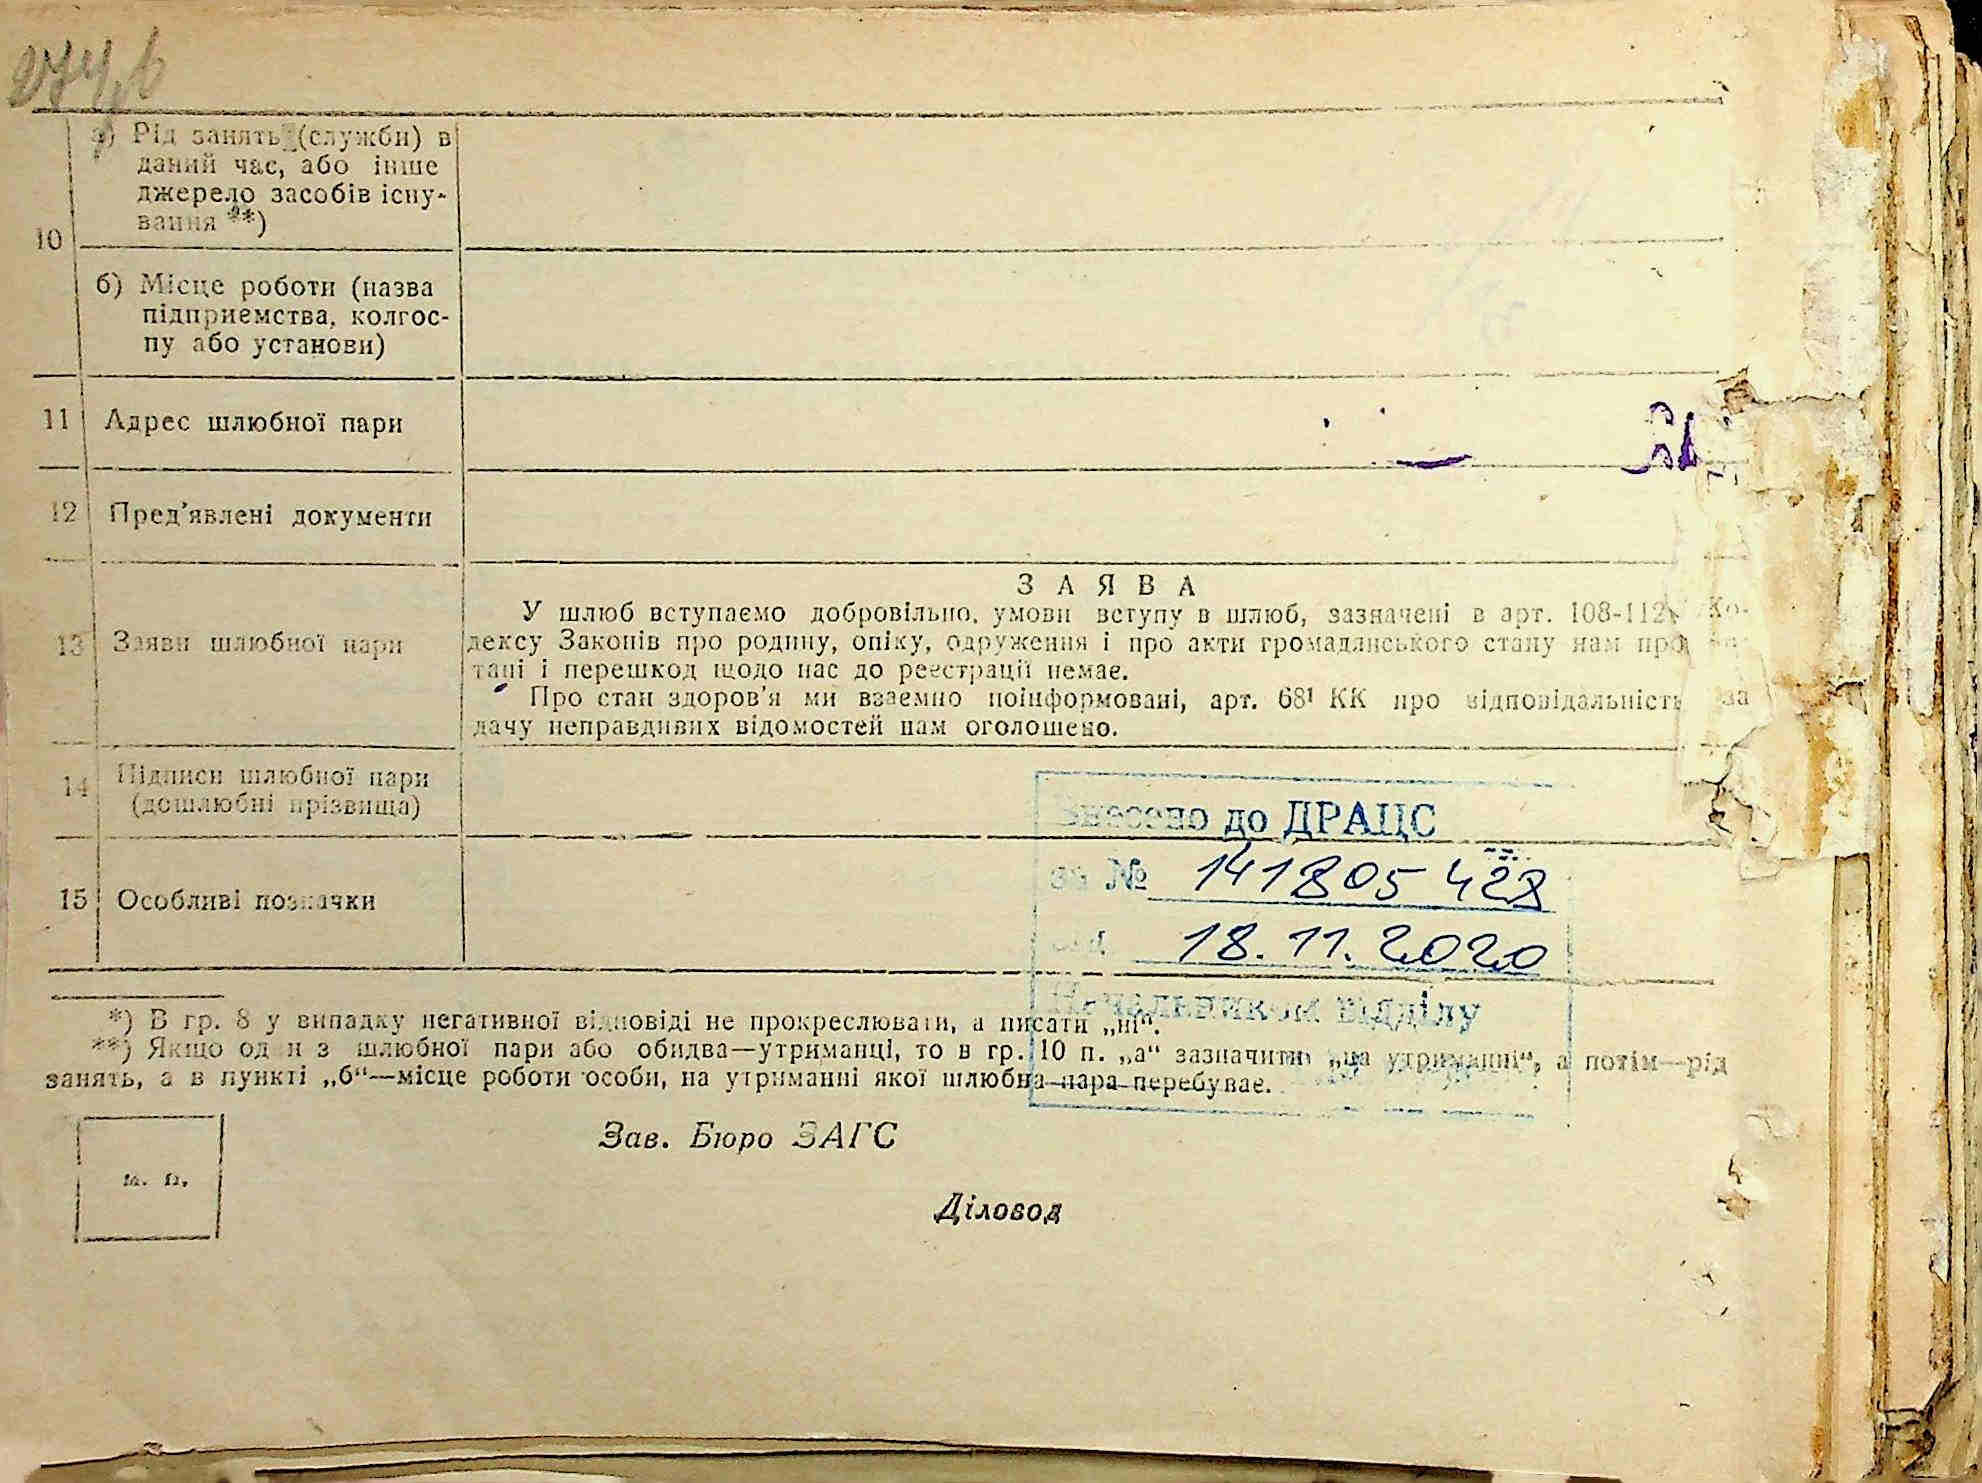 10
а) Рід занять (служби) в
даний час, або інше
джерело засобів існу-
вання **)
б) Місце роботи (назва
підприємства, колгос-
пу або установи)
11 Адрес шлюбної пари
12 Пред’явлені документи
13 Заяви шлюбної пари
ЗАЯВА
У шлюб вступаємо добровільно, умови вступу в шлюб, зазначені в арт. 108-112 Ко-
дексу Законів про родину, опіку, одруження і про акти громадянського стану нам про
тані і перешкод щодо нас до реєстрації немає.
Про стан здоров’я ми взаємно поінформовані, арт. 68¹ КК про відповідальність за
дачу неправдивих відомостей нам оголошено.
14 Підписи шлюбної пари
(дошлюбні прізвища)
15 Особливі позначки
Внесено до ДРАЦС
за № 141805428
від 18.11.2020
Начальником відділу
*) В гр. 8 у випадку негативної відповіді не прокреслювати, а писати „ні“.
**) Якщо один з шлюбної пари або обидва—утриманці, то в гр. 10 п. „а“ зазначити „на утриманні“, а потім—рід
занять, а в пункті „б“—місце роботи особи, на утриманні якої шлюбна пара перебуває.
Зав. Бюро ЗАГС
м. п.
Діловод